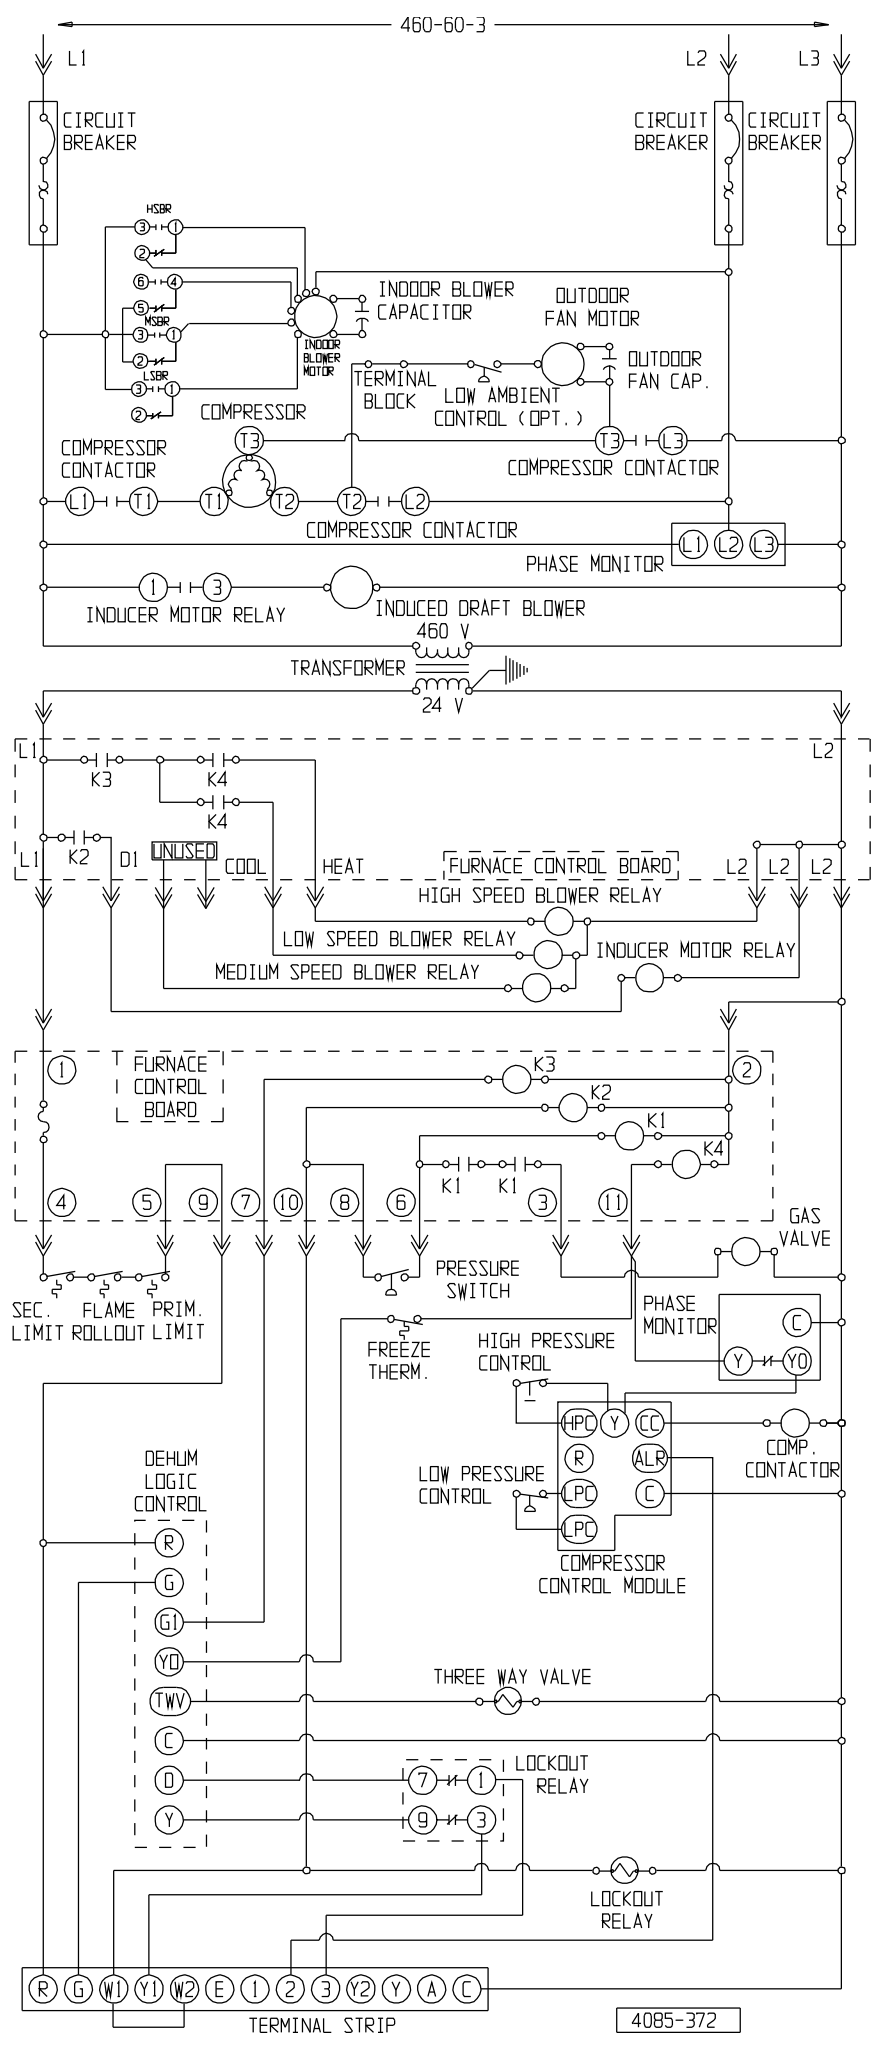 460-60-3
L1
L2
L3
CIRCUIT
BREAKER
CIRCUIT
BREAKER
CIRCUIT
BREAKER
HSBR
3 1
2
6 4
5
MSBR
3 1
2
LSBR
3 1
2
INDOOR
BLOWER
MOTOR
INDOOR BLOWER
CAPACITOR
OUTDOOR
FAN MOTOR
OUTDOOR
FAN CAP.
TERMINAL
BLOCK
LOW AMBIENT
CONTROL (OPT.)
COMPRESSOR
T3
T3 L3
COMPRESSOR
CONTACTOR
COMPRESSOR CONTACTOR
L1 T1 T1 T2 T2 L2
COMPRESSOR CONTACTOR
L1 L2 L3
PHASE MONITOR
1 3
INDUCER MOTOR RELAY
INDUCED DRAFT BLOWER
460 V
TRANSFORMER
24 V
L1
L2
K3
K4
K4
L1
K2
D1
UNUSED
COOL
HEAT
FURNACE CONTROL BOARD
L2
L2
L2
HIGH SPEED BLOWER RELAY
LOW SPEED BLOWER RELAY
INDUCER MOTOR RELAY
MEDIUM SPEED BLOWER RELAY
1
FURNACE
CONTROL
BOARD
K3
2
K2
K1
K4
K1
K1
4 5 9 7 10 8 6 3 11
GAS
VALVE
SEC.
LIMIT
FLAME
ROLLOUT
PRIM.
LIMIT
PRESSURE
SWITCH
FREEZE
THERM.
PHASE
MONITOR
C
Y YO
HIGH PRESSURE
CONTROL
HPC Y CC
R ALR
LPC C
LPC
COMP.
CONTACTOR
LOW PRESSURE
CONTROL
COMPRESSOR
CONTROL MODULE
DEHUM
LOGIC
CONTROL
R
G
G1
YO
TWV
C
D
Y
THREE WAY VALVE
7 1
9 3
LOCKOUT
RELAY
LOCKOUT
RELAY
R G W1 Y1 W2 E 1 2 3 Y2 Y A C
TERMINAL STRIP
4085-372